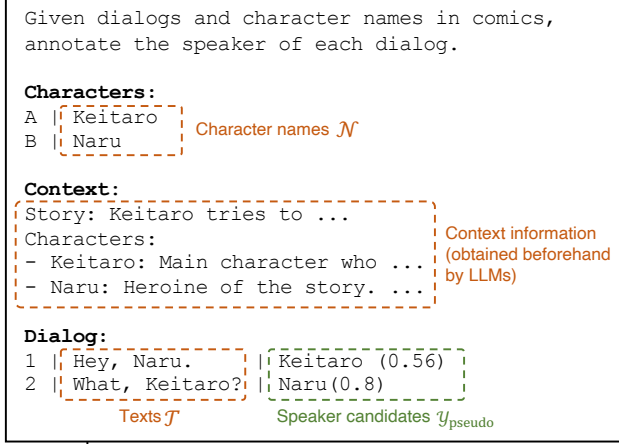 Given dialogs and character names in comics,
annotate the speaker of each dialog.
Characters:
A | Keitaro
B | Naru
Character names 𝒩
Context:
Story: Keitaro tries to ...
Characters:
- Keitaro: Main character who ...
- Naru: Heroine of the story. ...
Context information
(obtained beforehand
by LLMs)
Dialog:
1 | Hey, Naru. | Keitaro (0.56)
2 | What, Keitaro? | Naru(0.8)
Texts 𝒯
Speaker candidates 𝒴pseudo